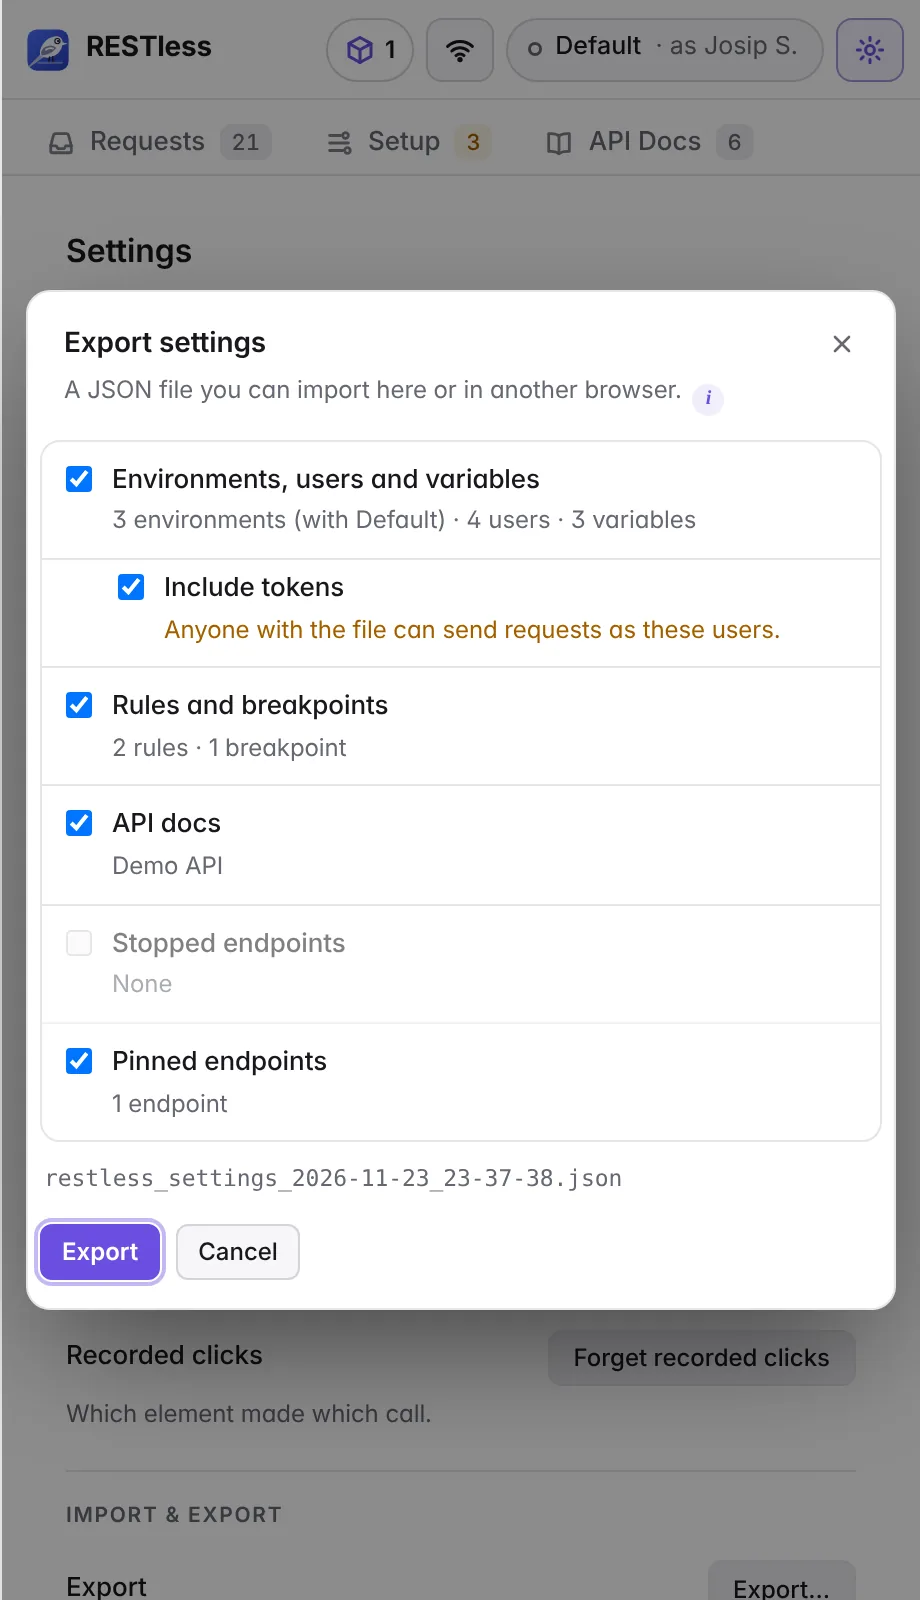 RESTless
1
Default · as Josip S.
Requests 21
Setup 3
API Docs 6
Settings
Export settings
A JSON file you can import here or in another browser. i
Environments, users and variables
3 environments (with Default) · 4 users · 3 variables
Include tokens
Anyone with the file can send requests as these users.
Rules and breakpoints
2 rules · 1 breakpoint
API docs
Demo API
Stopped endpoints
None
Pinned endpoints
1 endpoint
restless_settings_2026-11-23_23-37-38.json
Export
Cancel
Recorded clicks
Forget recorded clicks
Which element made which call.
IMPORT & EXPORT
Export
Export...